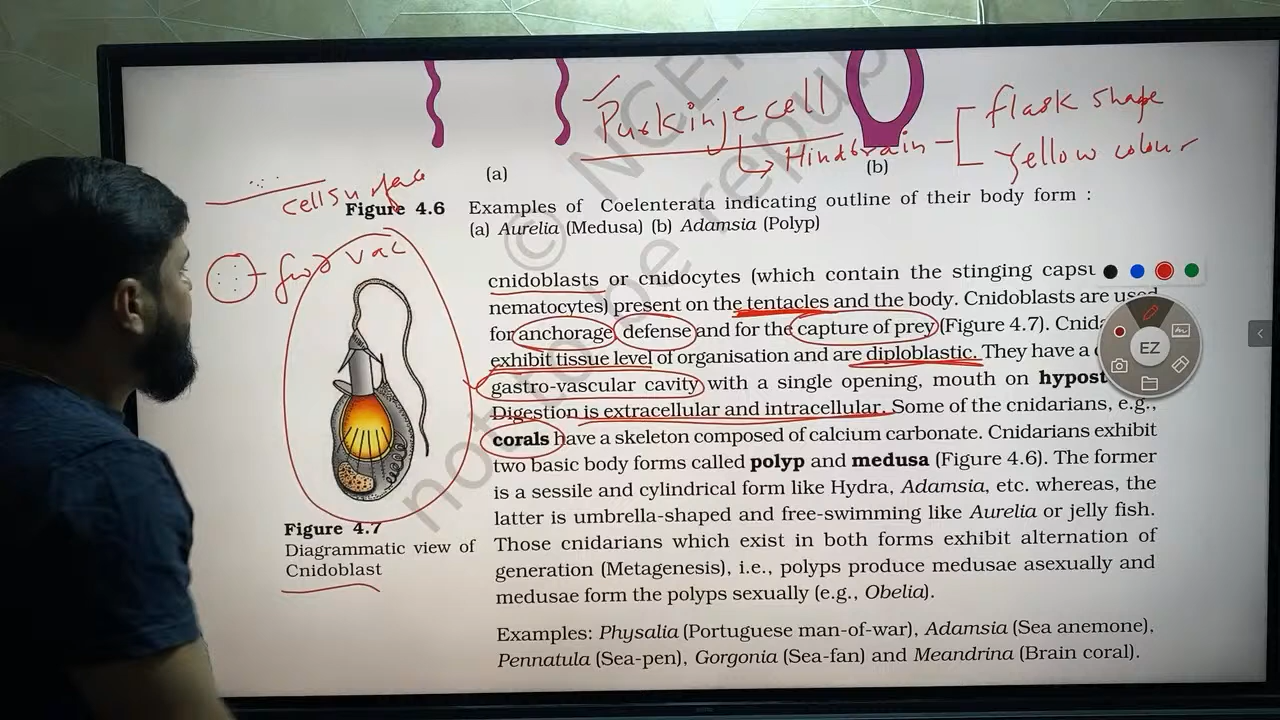 Purkinje cell
Hindbrain
flask shape
Yellow colour
(a)
(b)
cell surface
food vac
Figure 4.6 Examples of Coelenterata indicating outline of their body form :
(a) Aurelia (Medusa) (b) Adamsia (Polyp)
cnidoblasts or cnidocytes (which contain the stinging capsu
nematocytes) present on the tentacles and the body. Cnidoblasts are used
for anchorage, defense and for the capture of prey (Figure 4.7). Cnida
exhibit tissue level of organisation and are diploblastic. They have a
gastro-vascular cavity with a single opening, mouth on hypost
Digestion is extracellular and intracellular. Some of the cnidarians, e.g.,
corals have a skeleton composed of calcium carbonate. Cnidarians exhibit
two basic body forms called polyp and medusa (Figure 4.6). The former
is a sessile and cylindrical form like Hydra, Adamsia, etc. whereas, the
latter is umbrella-shaped and free-swimming like Aurelia or jelly fish.
Those cnidarians which exist in both forms exhibit alternation of
generation (Metagenesis), i.e., polyps produce medusae asexually and
medusae form the polyps sexually (e.g., Obelia).
Examples: Physalia (Portuguese man-of-war), Adamsia (Sea anemone),
Pennatula (Sea-pen), Gorgonia (Sea-fan) and Meandrina (Brain coral).
Figure 4.7
Diagrammatic view of
Cnidoblast
EZ
© NCE
not be repub